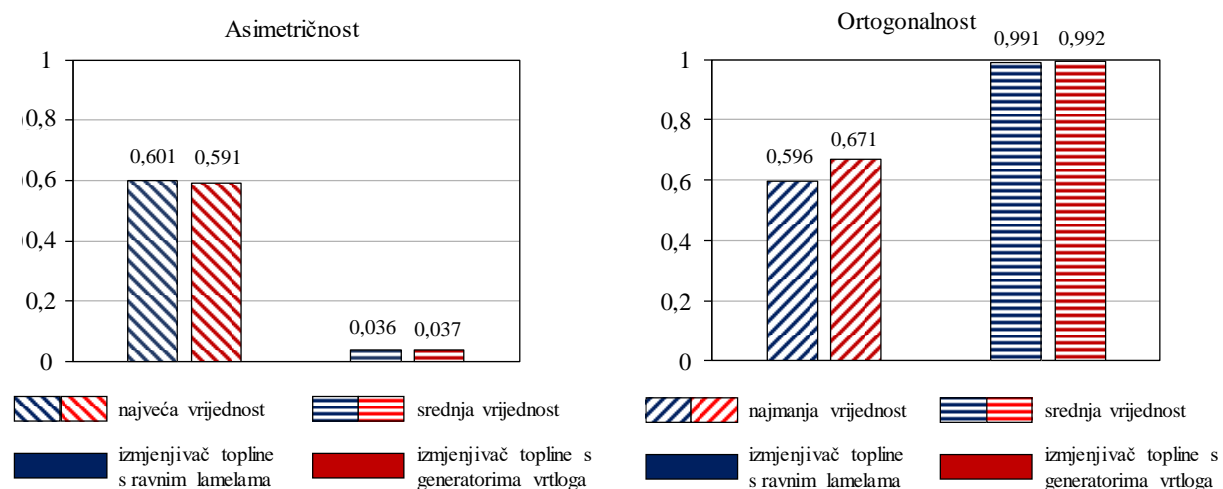 Asimetričnost
1
0,8
0,6
0,4
0,2
0
0,601
0,591
0,036
0,037
najveća vrijednost
srednja vrijednost
izmjenjivač topline
s ravnim lamelama
izmjenjivač topline s
generatorima vrtloga
Ortogonalnost
1
0,8
0,6
0,4
0,2
0
0,596
0,671
0,991
0,992
najmanja vrijednost
srednja vrijednost
izmjenjivač topline
s ravnim lamelama
izmjenjivač topline s
generatorima vrtloga